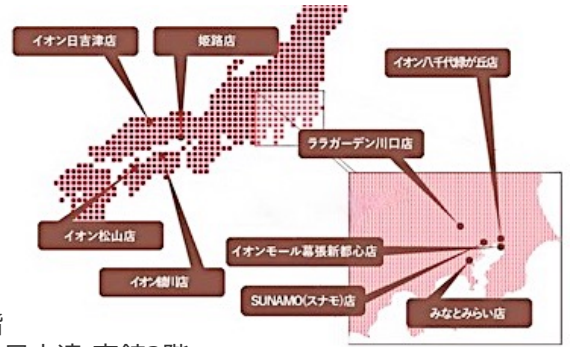 イオン日吉津店
姫路店
イオン八千代緑が丘店
ララガーデン川口店
イオン松山店
イオンモール幕張新都心店
イオン綾川店
SUNAMO(スナモ)店
みなとみらい店